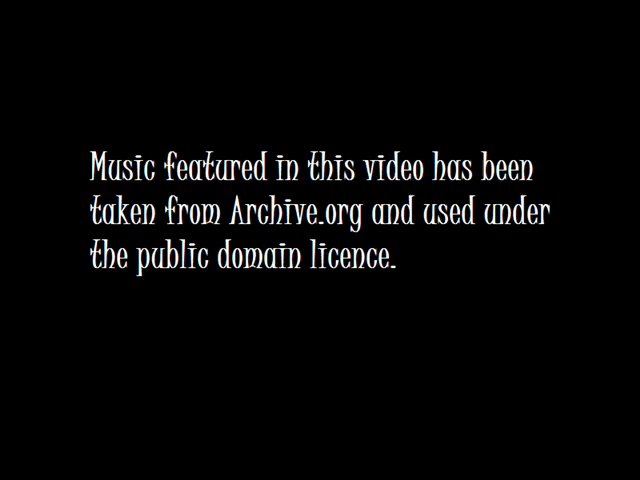 Music featured in this video has been
taken from Archive.org and used under
the public domain licence.